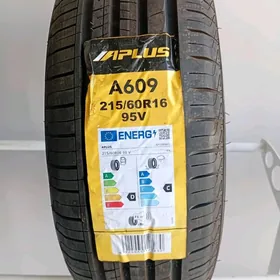 APLUS
A609
215/60R16
95V
ENERG
D
C